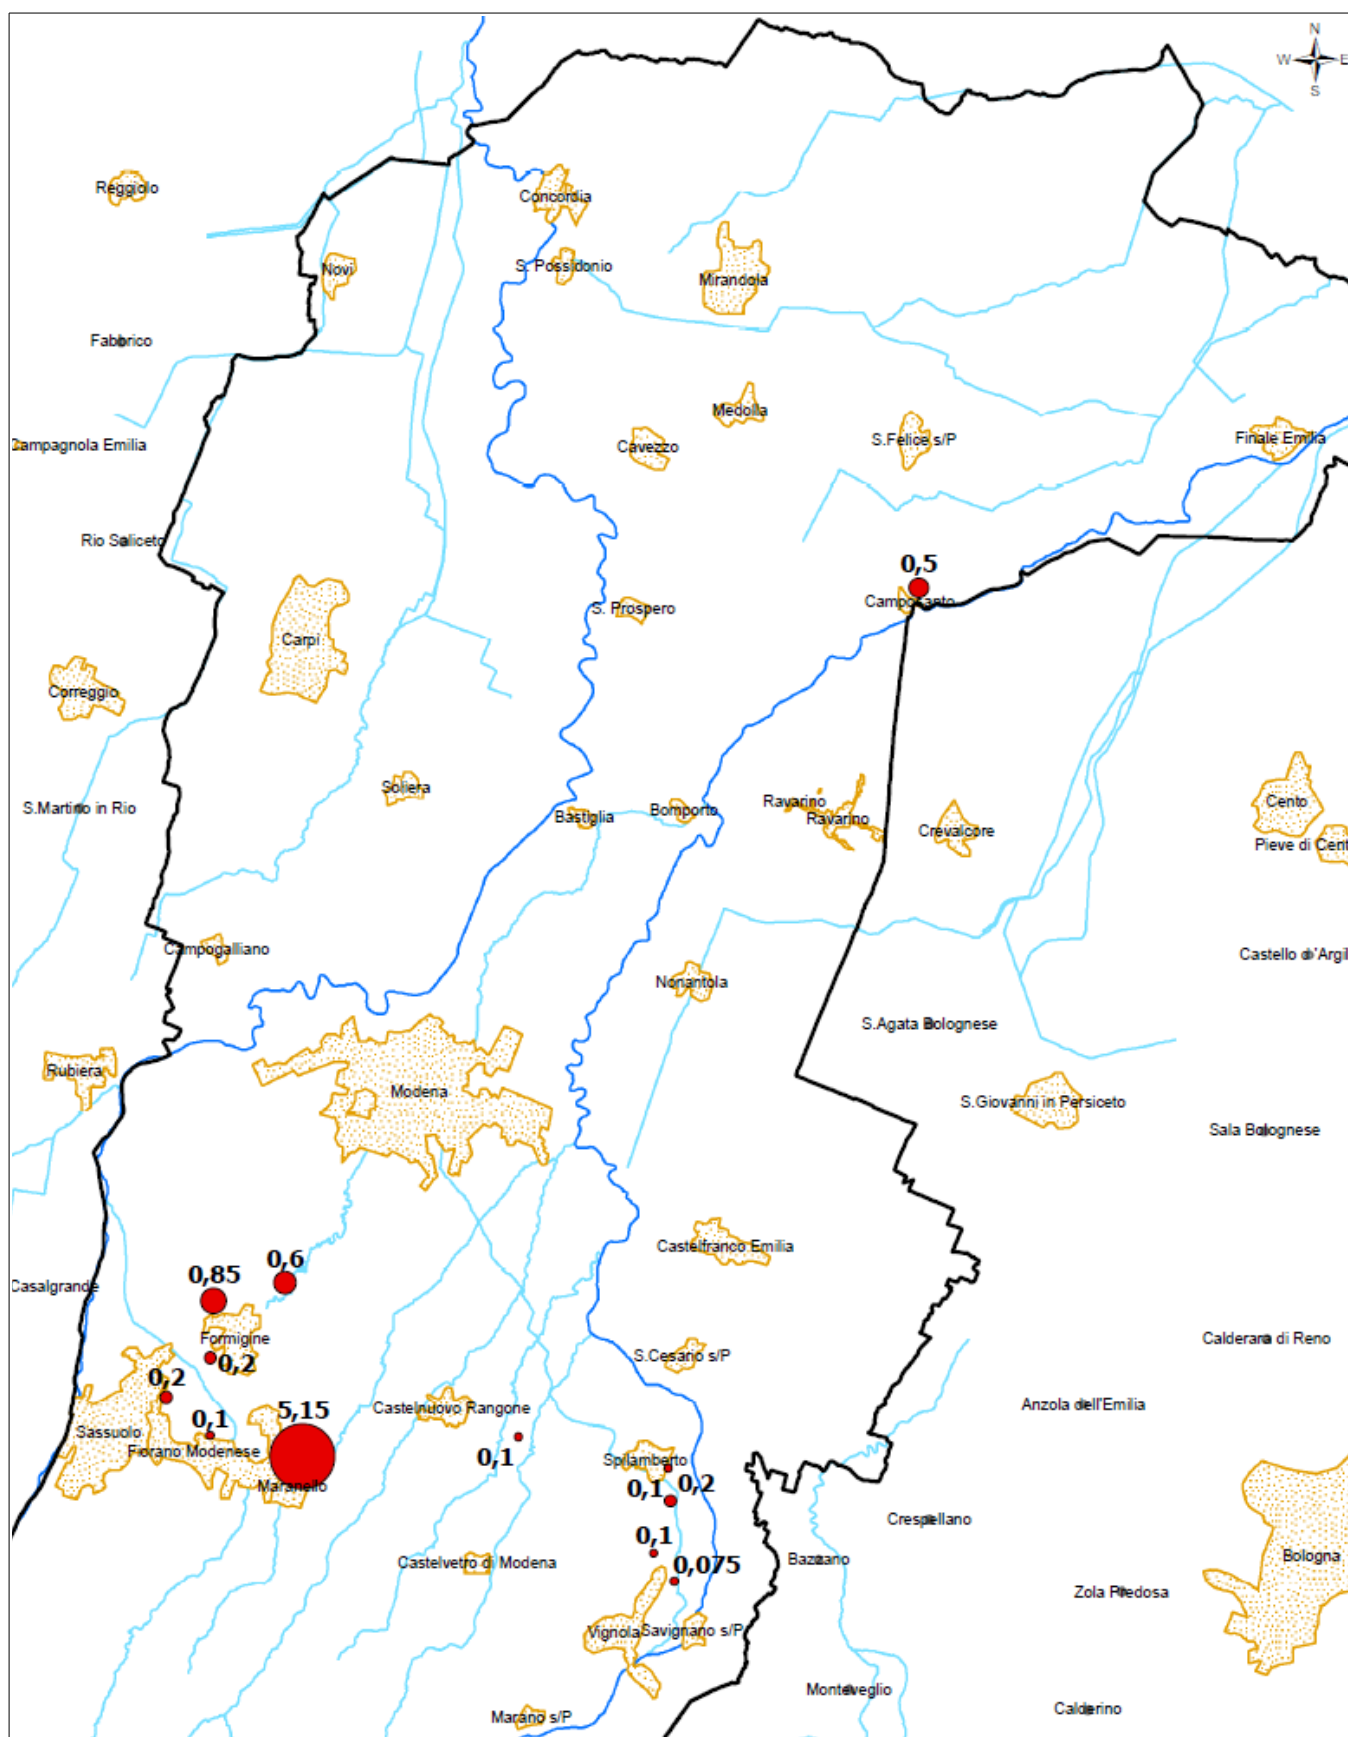 N
W E
S
Reggiolo
Concordia
Novi
S. Possidonio
Mirandola
Fabbrico
Medolla
Campagnola Emilia
Cavezzo
S.Felice s/P
Finale Emilia
Rio Saliceto
0,5
Camposanto
S. Prospero
Carpi
Correggio
Soliera
S.Martino in Rio
Bastiglia
Bomporto
Ravarino
Ravarino
Crevalcore
Cento
Pieve di Cent
Campogalliano
Nonantola
Castello d'Argil
S.Agata Bolognese
Rubiera
Modena
S.Giovanni in Persiceto
Sala Bolognese
Castelfranco Emilia
0,6
0,85
Casalgrande
Formigine
0,2
S.Cesario s/P
Calderara di Reno
0,2
5,15
Castelnuovo Rangone
Anzola dell'Emilia
0,1
Sassuolo
Fiorano Modenese
0,1
Spilamberto
Maranello
0,1
0,2
Crespellano
0,1
Castelvetro di Modena
0,075
Bazzano
Bologna
Zola Predosa
Vignola
Savignano s/P
Monteveglio
Marano s/P
Calderino